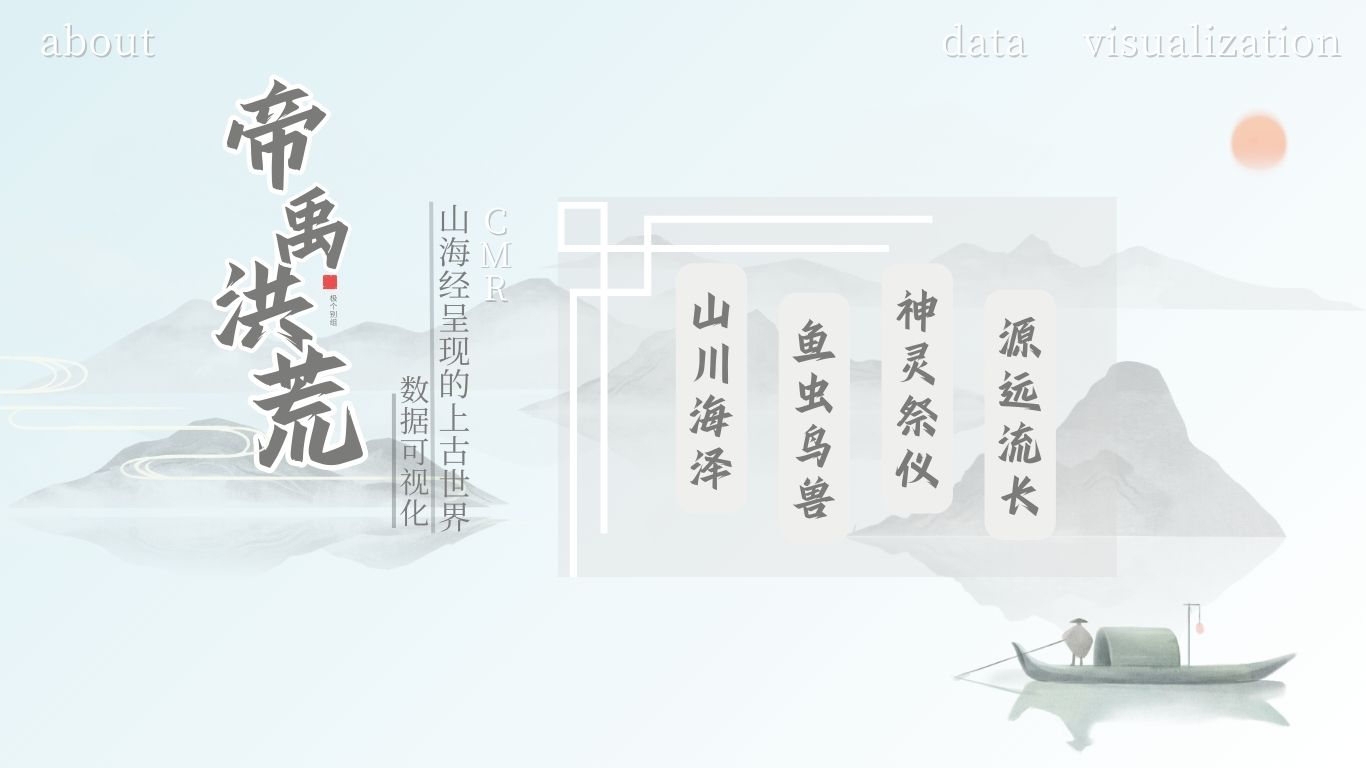 about
data
visualization
帝禹洪荒
极个别组
数据可视化
山海经呈现的上古世界
CMR
山川海泽
鱼虫鸟兽
神灵祭仪
源远流长